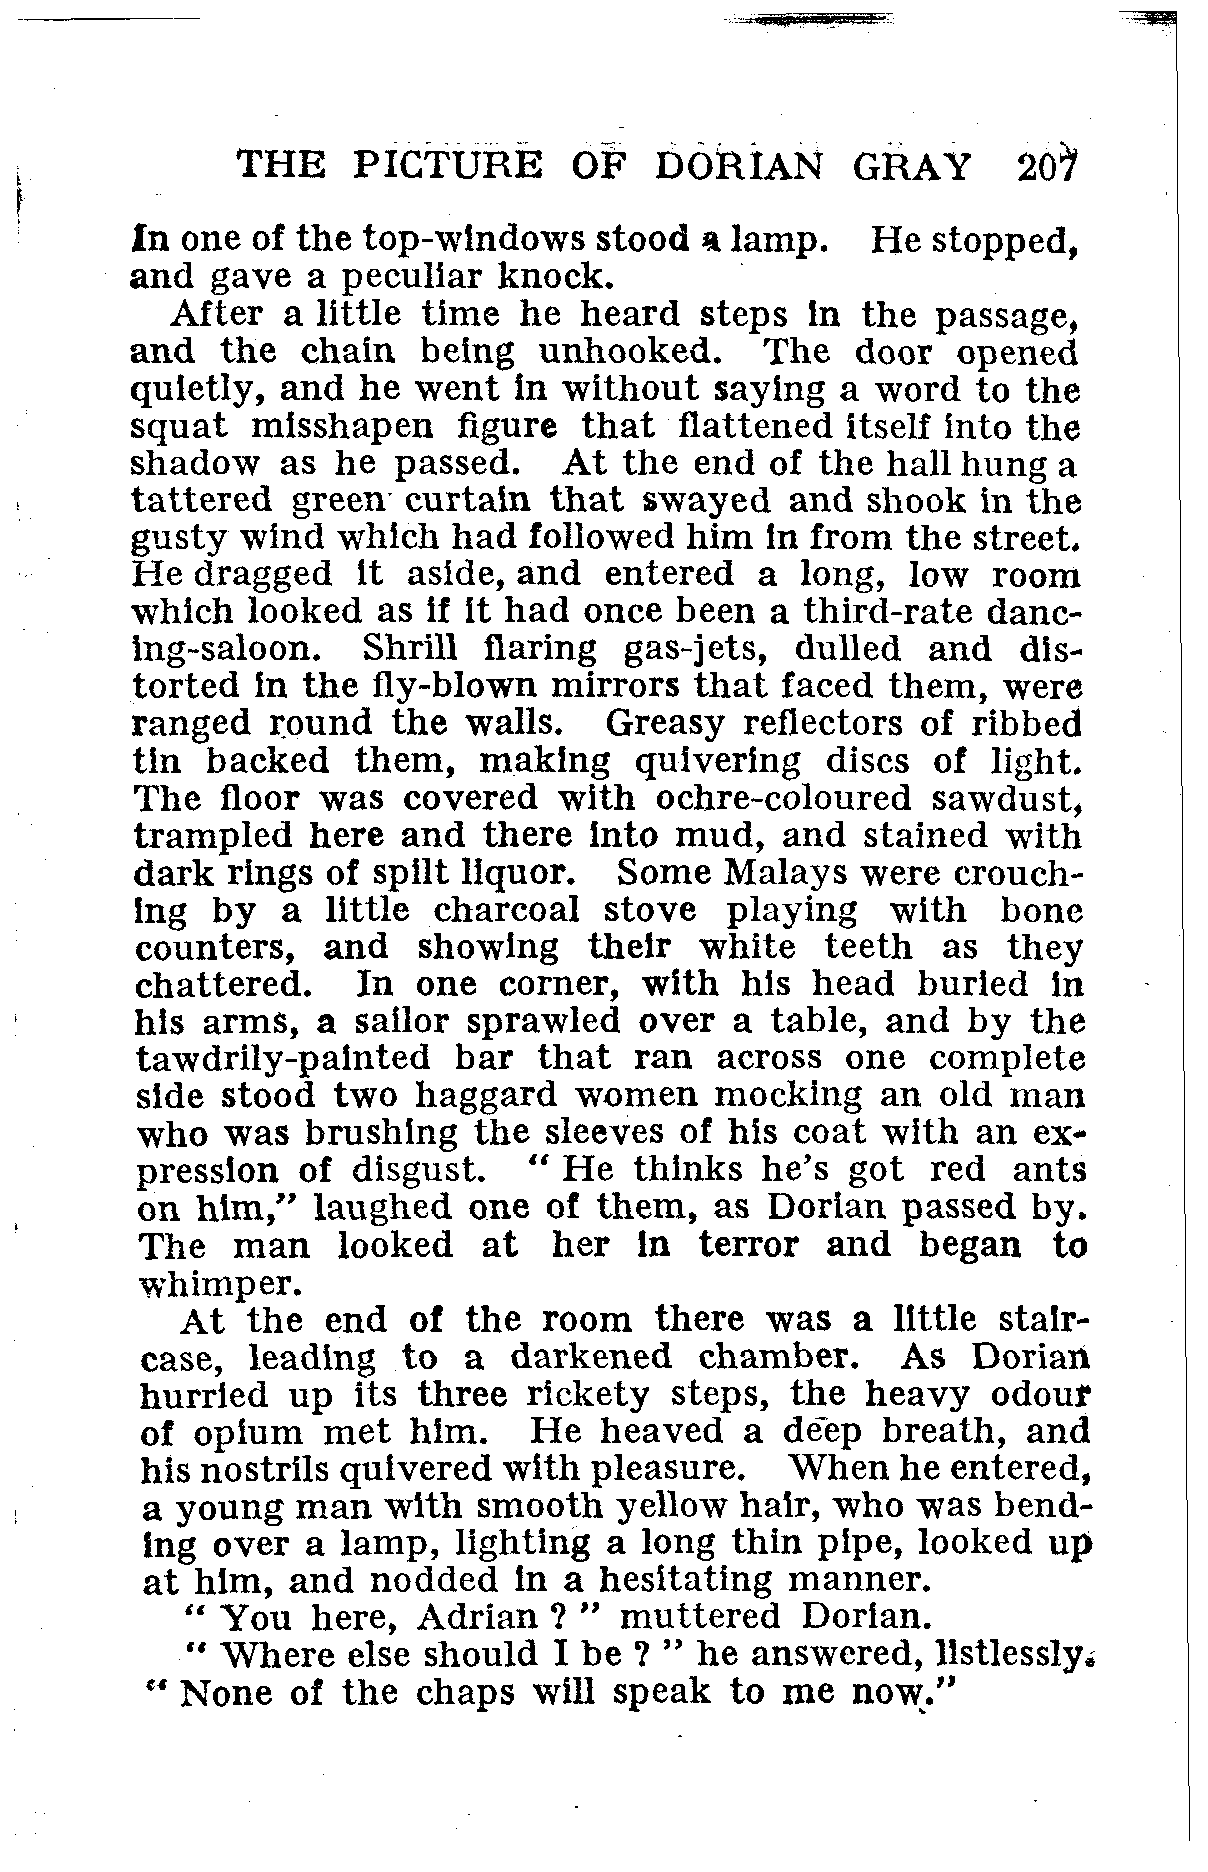 THE PICTURE OF DORIAN GRAY 207
In one of the top-windows stood a lamp. He stopped,
and gave a peculiar knock.
After a little time he heard steps in the passage,
and the chain being unhooked. The door opened
quietly, and he went in without saying a word to the
squat misshapen figure that flattened itself into the
shadow as he passed. At the end of the hall hung a
tattered green curtain that swayed and shook in the
gusty wind which had followed him in from the street.
He dragged it aside, and entered a long, low room
which looked as if it had once been a third-rate danc-
ing-saloon. Shrill flaring gas-jets, dulled and dis-
torted in the fly-blown mirrors that faced them, were
ranged round the walls. Greasy reflectors of ribbed
tin backed them, making quivering discs of light.
The floor was covered with ochre-coloured sawdust,
trampled here and there into mud, and stained with
dark rings of spilt liquor. Some Malays were crouch-
ing by a little charcoal stove playing with bone
counters, and showing their white teeth as they
chattered. In one corner, with his head buried in
his arms, a sailor sprawled over a table, and by the
tawdrily-painted bar that ran across one complete
side stood two haggard women mocking an old man
who was brushing the sleeves of his coat with an ex-
pression of disgust. " He thinks he's got red ants
on him," laughed one of them, as Dorian passed by.
The man looked at her in terror and began to
whimper.
At the end of the room there was a little stair-
case, leading to a darkened chamber. As Dorian
hurried up its three rickety steps, the heavy odour
of opium met him. He heaved a deep breath, and
his nostrils quivered with pleasure. When he entered,
a young man with smooth yellow hair, who was bend-
ing over a lamp, lighting a long thin pipe, looked up
at him, and nodded in a hesitating manner.
" You here, Adrian ? " muttered Dorian.
" Where else should I be ? " he answered, listlessly.
" None of the chaps will speak to me now."